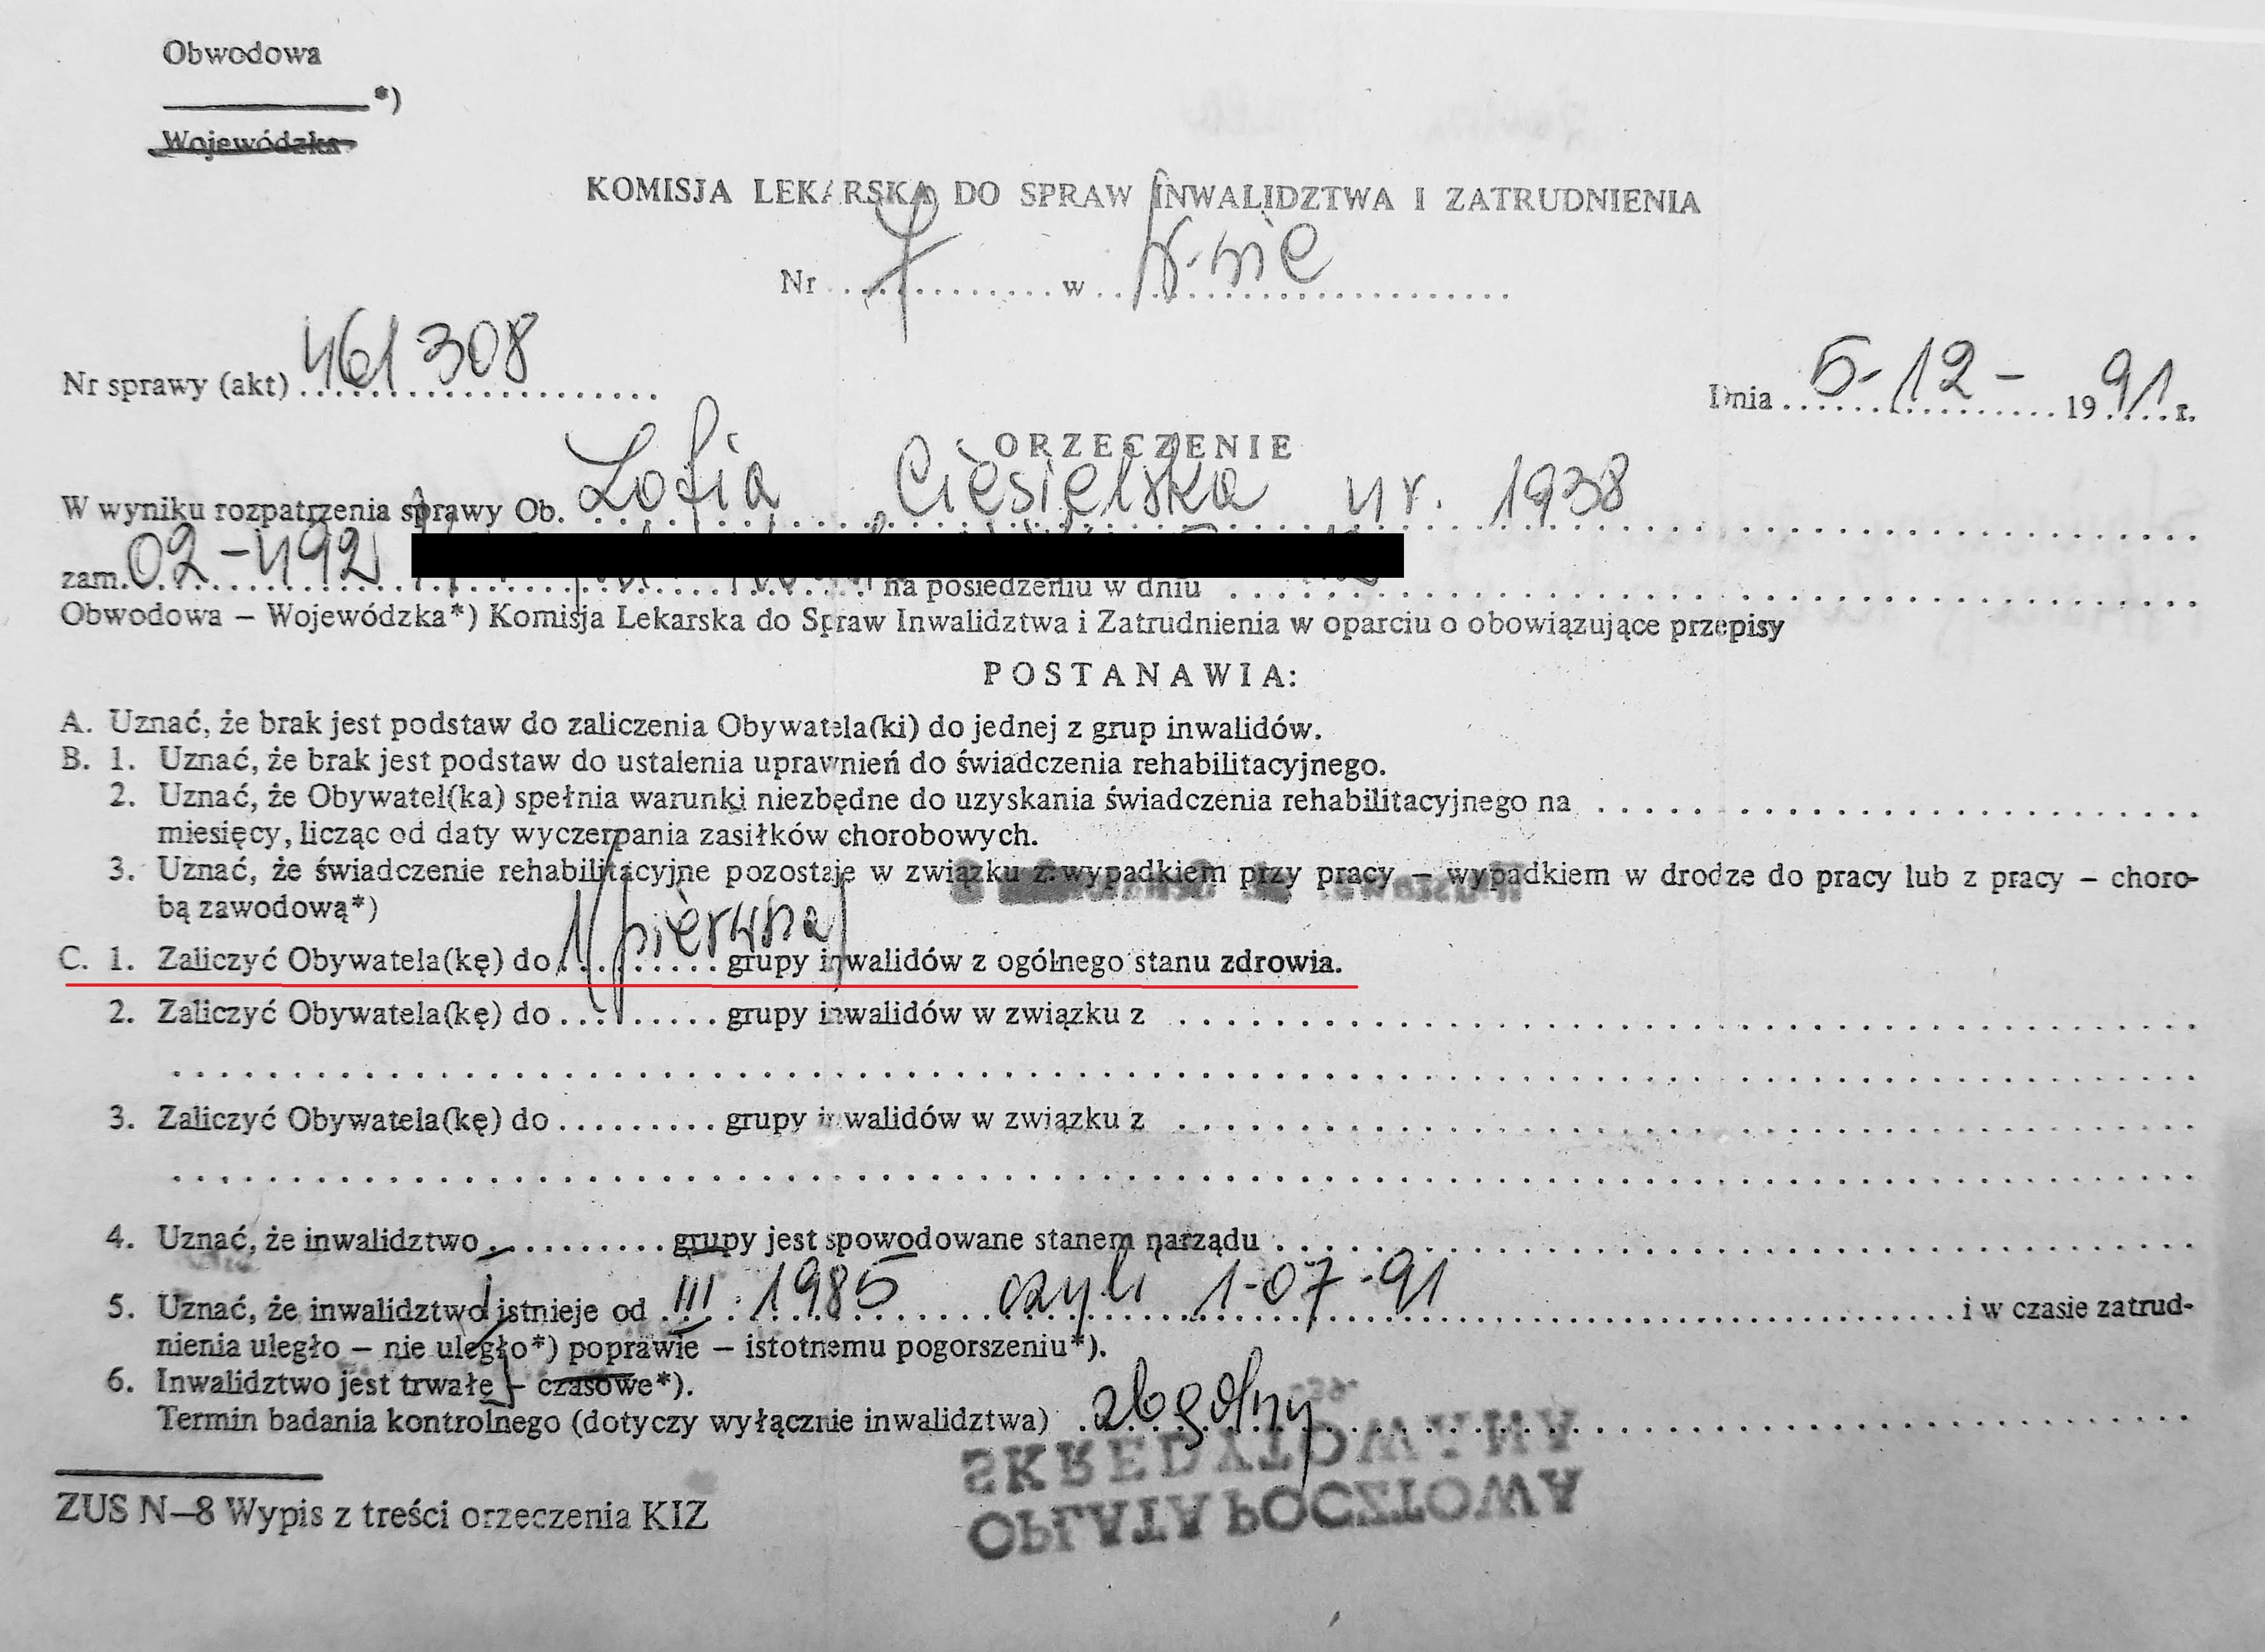 Obwodowa
*)
Wojewódzka
KOMISJA LEKARSKA DO SPRAW INWALIDZTWA I ZATRUDNIENIA
Nr 7 w W-wie
Nr sprawy (akt) 461308
Dnia 5-12- 1991 r.
ORZECZENIE
W wyniku rozpatrzenia sprawy Ob. Zofia Ciesielska ur. 1938
zam. 02-492 na posiedzeniu w dniu
Obwodowa – Wojewódzka*) Komisja Lekarska do Spraw Inwalidztwa i Zatrudnienia w oparciu o obowiązujące przepisy
POSTANAWIA:
A. Uznać, że brak jest podstaw do zaliczenia Obywatela(ki) do jednej z grup inwalidów.
B. 1. Uznać, że brak jest podstaw do ustalenia uprawnień do świadczenia rehabilitacyjnego.
2. Uznać, że Obywatel(ka) spełnia warunki niezbędne do uzyskania świadczenia rehabilitacyjnego na
miesięcy, licząc od daty wyczerpania zasiłków chorobowych.
3. Uznać, że świadczenie rehabilitacyjne pozostaje w związku z wypadkiem przy pracy – wypadkiem w drodze do pracy lub z pracy – choro-
bą zawodową*)
C. 1. Zaliczyć Obywatela(kę) do I (pierwsza) grupy inwalidów z ogólnego stanu zdrowia.
2. Zaliczyć Obywatela(kę) do ......... grupy inwalidów w związku z
3. Zaliczyć Obywatela(kę) do ......... grupy inwalidów w związku z
4. Uznać, że inwalidztwo .......... grupy jest spowodowane stanem narządu
5. Uznać, że inwalidztwo istnieje od III. 1985 czyli 1-07-91 i w czasie zatrud-
nienia uległo – nie uległo*) poprawie – istotnemu pogorszeniu*).
6. Inwalidztwo jest trwałe – czasowe*).
Termin badania kontrolnego (dotyczy wyłącznie inwalidztwa) zbędny
OPŁATA POCZTOWA
SKREDYTOWANA
ZUS N–8 Wypis z treści orzeczenia KIZ